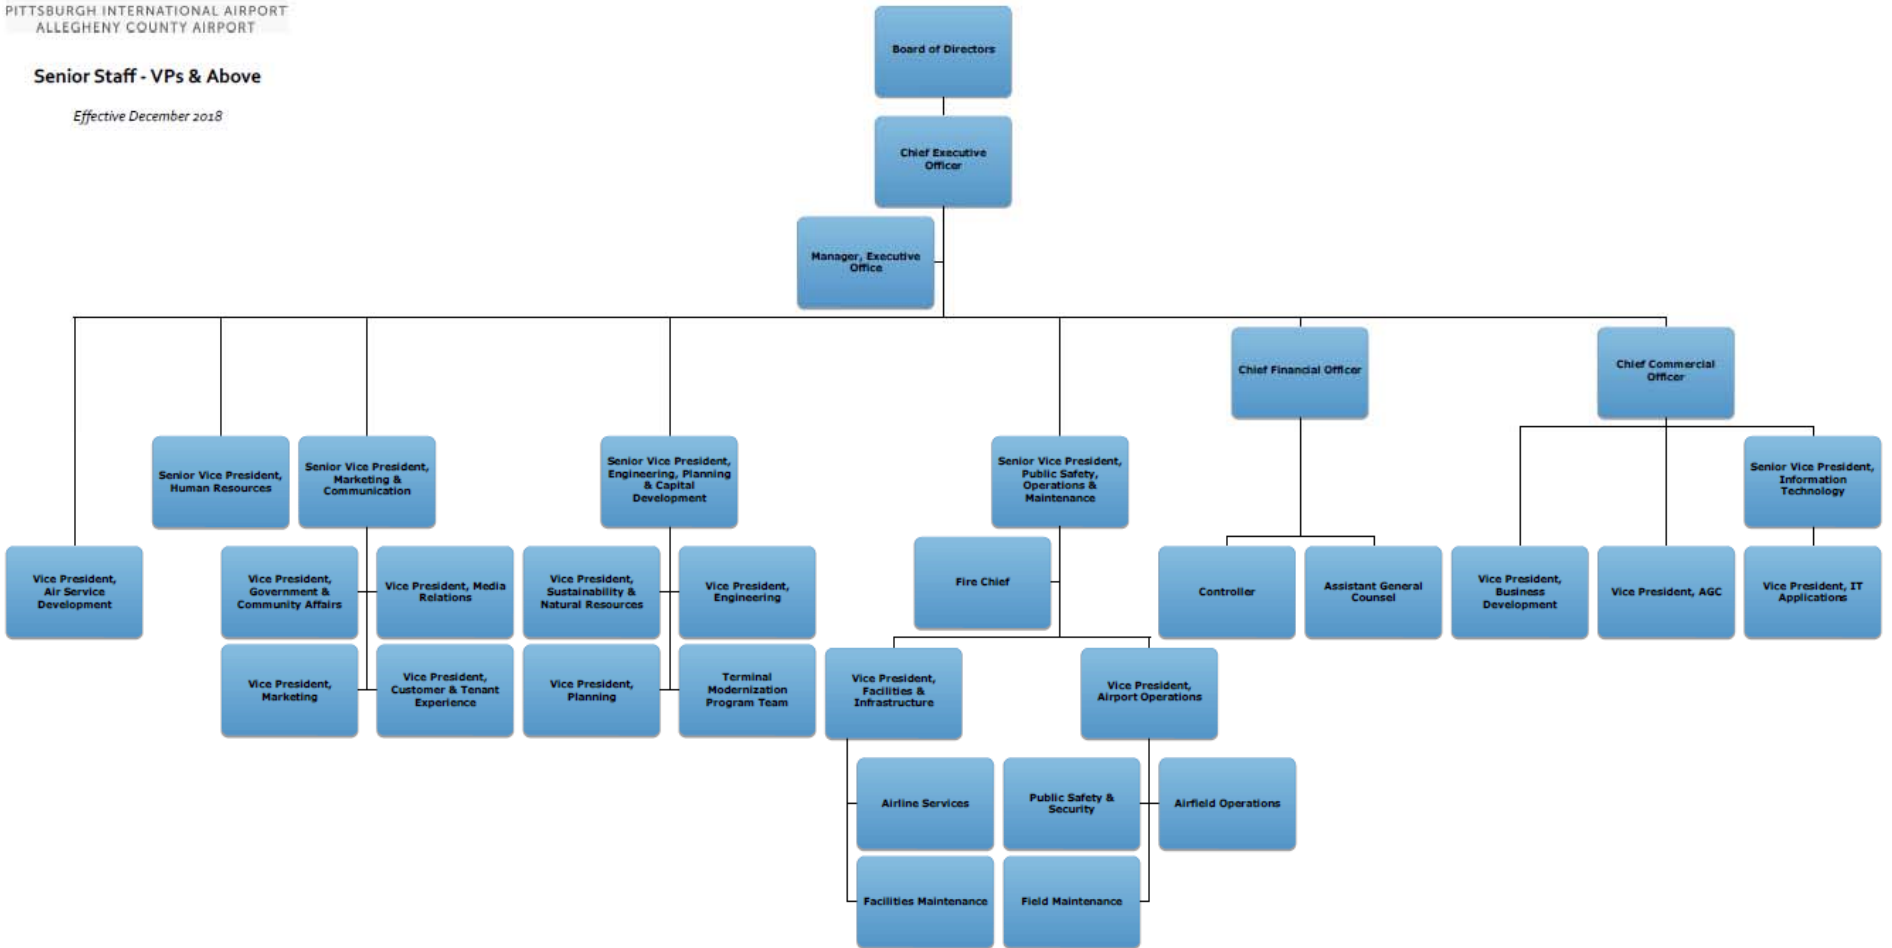 PITTSBURGH INTERNATIONAL AIRPORT
ALLEGHENY COUNTY AIRPORT
Senior Staff - VPs & Above
Effective December 2018
Board of Directors
Chief Executive
Officer
Manager, Executive
Office
Chief Financial Officer
Chief Commercial
Officer
Senior Vice President,
Human Resources
Senior Vice President,
Marketing &
Communication
Senior Vice President,
Engineering, Planning
& Capital
Development
Senior Vice President,
Public Safety,
Operations &
Maintenance
Senior Vice President,
Information
Technology
Vice President,
Air Service
Development
Vice President,
Government &
Community Affairs
Vice President, Media
Relations
Vice President,
Sustainability &
Natural Resources
Vice President,
Engineering
Fire Chief
Controller
Assistant General
Counsel
Vice President,
Business
Development
Vice President, AGC
Vice President, IT
Applications
Vice President,
Marketing
Vice President,
Customer & Tenant
Experience
Vice President,
Planning
Terminal
Modernization
Program Team
Vice President,
Facilities &
Infrastructure
Vice President,
Airport Operations
Airline Services
Public Safety &
Security
Airfield Operations
Facilities Maintenance
Field Maintenance